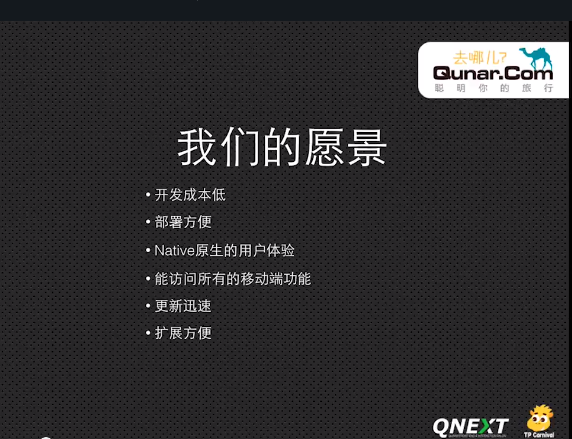 去哪儿?
Qunar.Com
聪明你的旅行
我们的愿景
• 开发成本低
• 部署方便
• Native原生的用户体验
• 能访问所有的移动端功能
• 更新迅速
• 扩展方便
QNEXT
TP Carnival